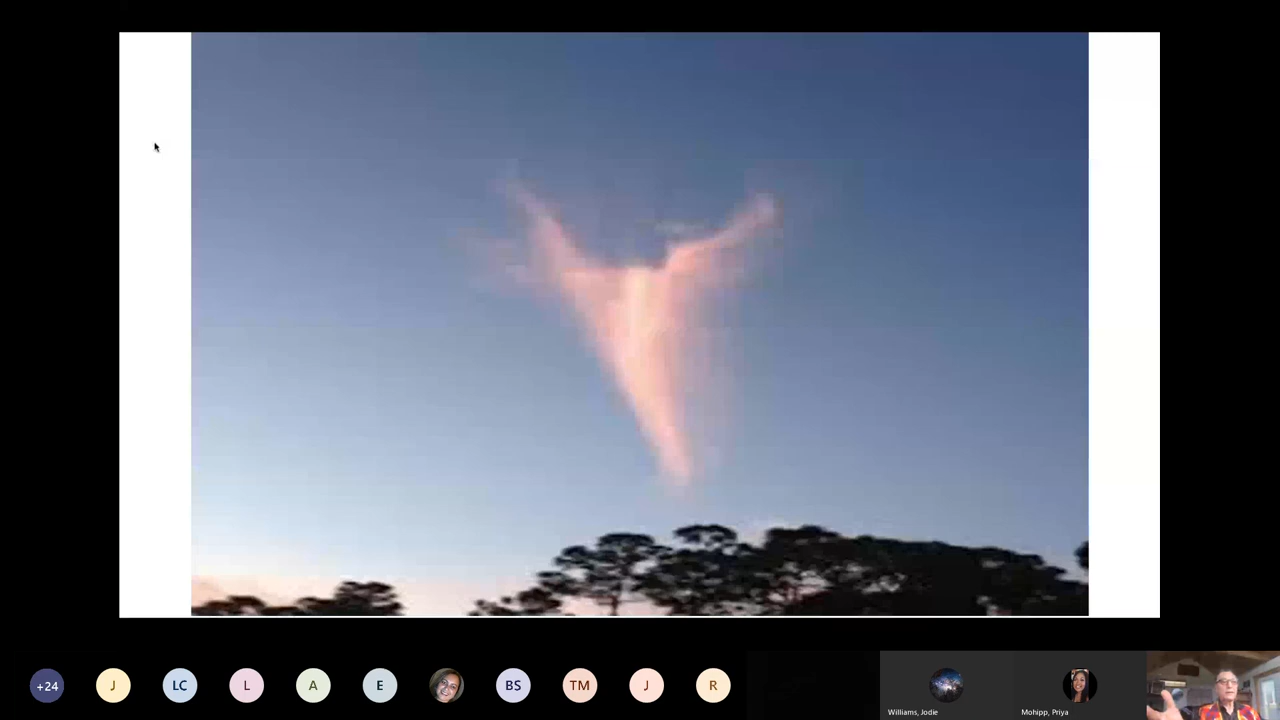 +24
J
LC
L
A
E
BS
TM
J
R
Williams, Jodie
Mohipp, Priya